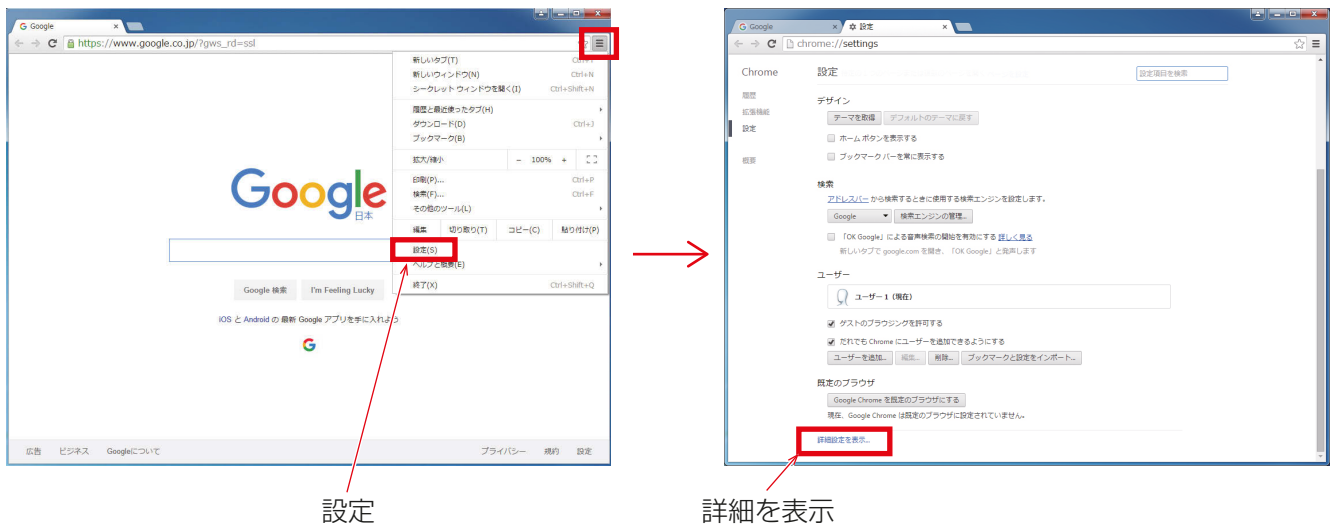 Google
https://www.google.co.jp/?gws_rd=ssl
新しいタブ(T)
新しいウィンドウ(N) Ctrl+N
シークレット ウィンドウを開く(I) Ctrl+Shift+N
履歴と最近使ったタブ(H)
ダウンロード(D) Ctrl+J
ブックマーク(B)
拡大/縮小 - 100% +
印刷(P)... Ctrl+P
検索(F)... Ctrl+F
その他のツール(L)
編集 切り取り(T) コピー(C) 貼り付け(P)
設定(S)
ヘルプと概要(E)
終了(X) Ctrl+Shift+Q
Google
日本
Google 検索 I'm Feeling Lucky
iOS と Android の 最新 Google アプリを手に入れよう
G
広告 ビジネス Googleについて プライバシー 規約 設定
設定
Google 設定
chrome://settings
Chrome 設定 設定項目を検索
履歴
拡張機能
設定
概要
デザイン
テーマを取得 デフォルトのテーマに戻す
ホーム ボタンを表示する
ブックマーク バーを常に表示する
検索
アドレスバー から検索するときに使用する検索エンジンを設定します。
Google 検索エンジンの管理...
「OK Google」による音声検索の開始を有効にする 詳しく見る
新しいタブで google.com を開き、「OK Google」と発声します
ユーザー
ユーザー 1（現在）
ゲストのブラウジングを許可する
だれでも Chrome にユーザーを追加できるようにする
ユーザーを追加... 編集... 削除... ブックマークと設定をインポート...
既定のブラウザ
Google Chrome を既定のブラウザにする
現在、Google Chrome は既定のブラウザに設定されていません。
詳細設定を表示...
詳細を表示